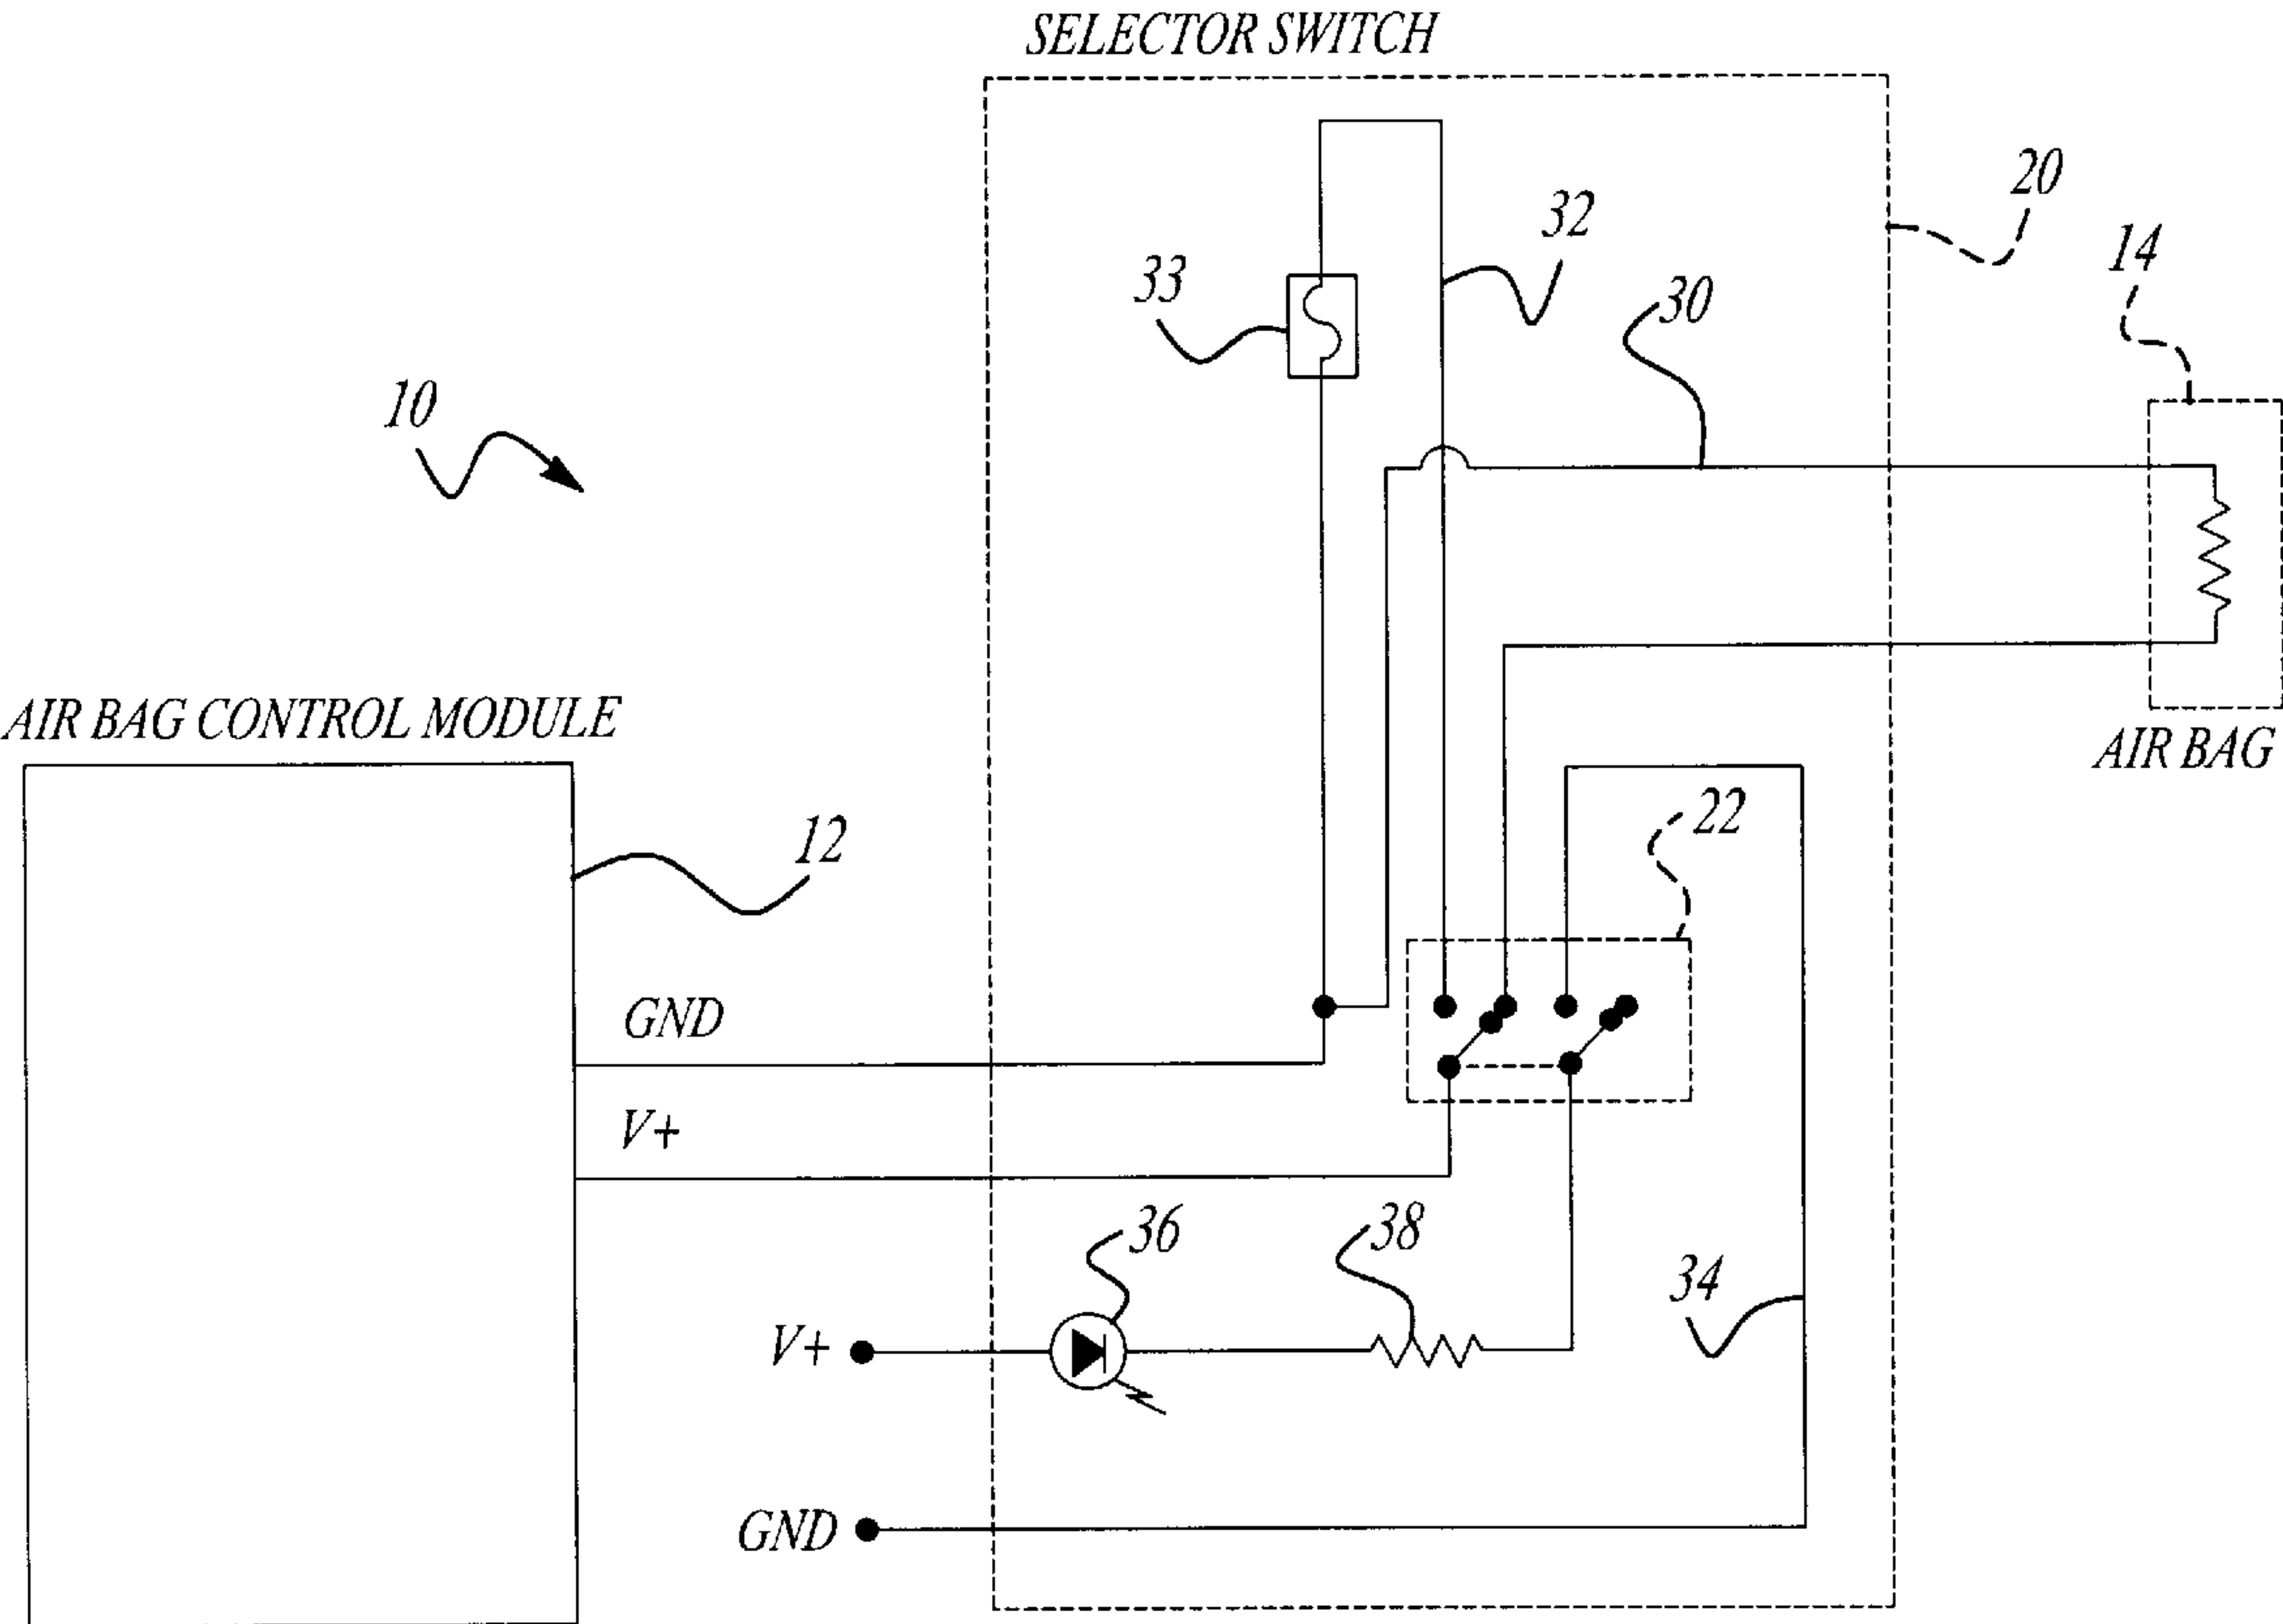 SELECTOR SWITCH
20
14
32
33
30
10
AIR BAG CONTROL MODULE
AIR BAG
22
12
GND
V+
36
38
34
V+
GND